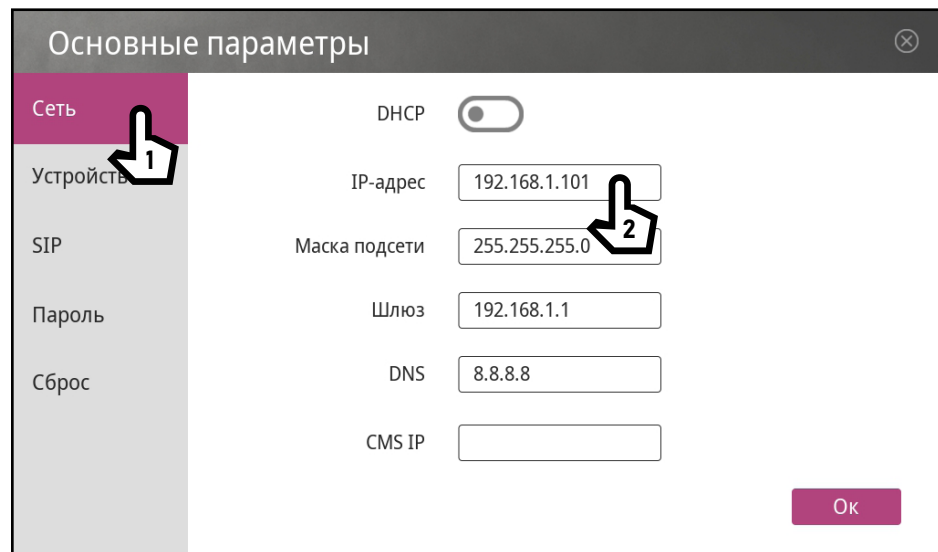 Основные параметры
Сеть
1
Устройств
SIP
Пароль
Сброс
DHCP
IP-адрес 192.168.1.101
2
Маска подсети 255.255.255.0
Шлюз 192.168.1.1
DNS 8.8.8.8
CMS IP
Ок